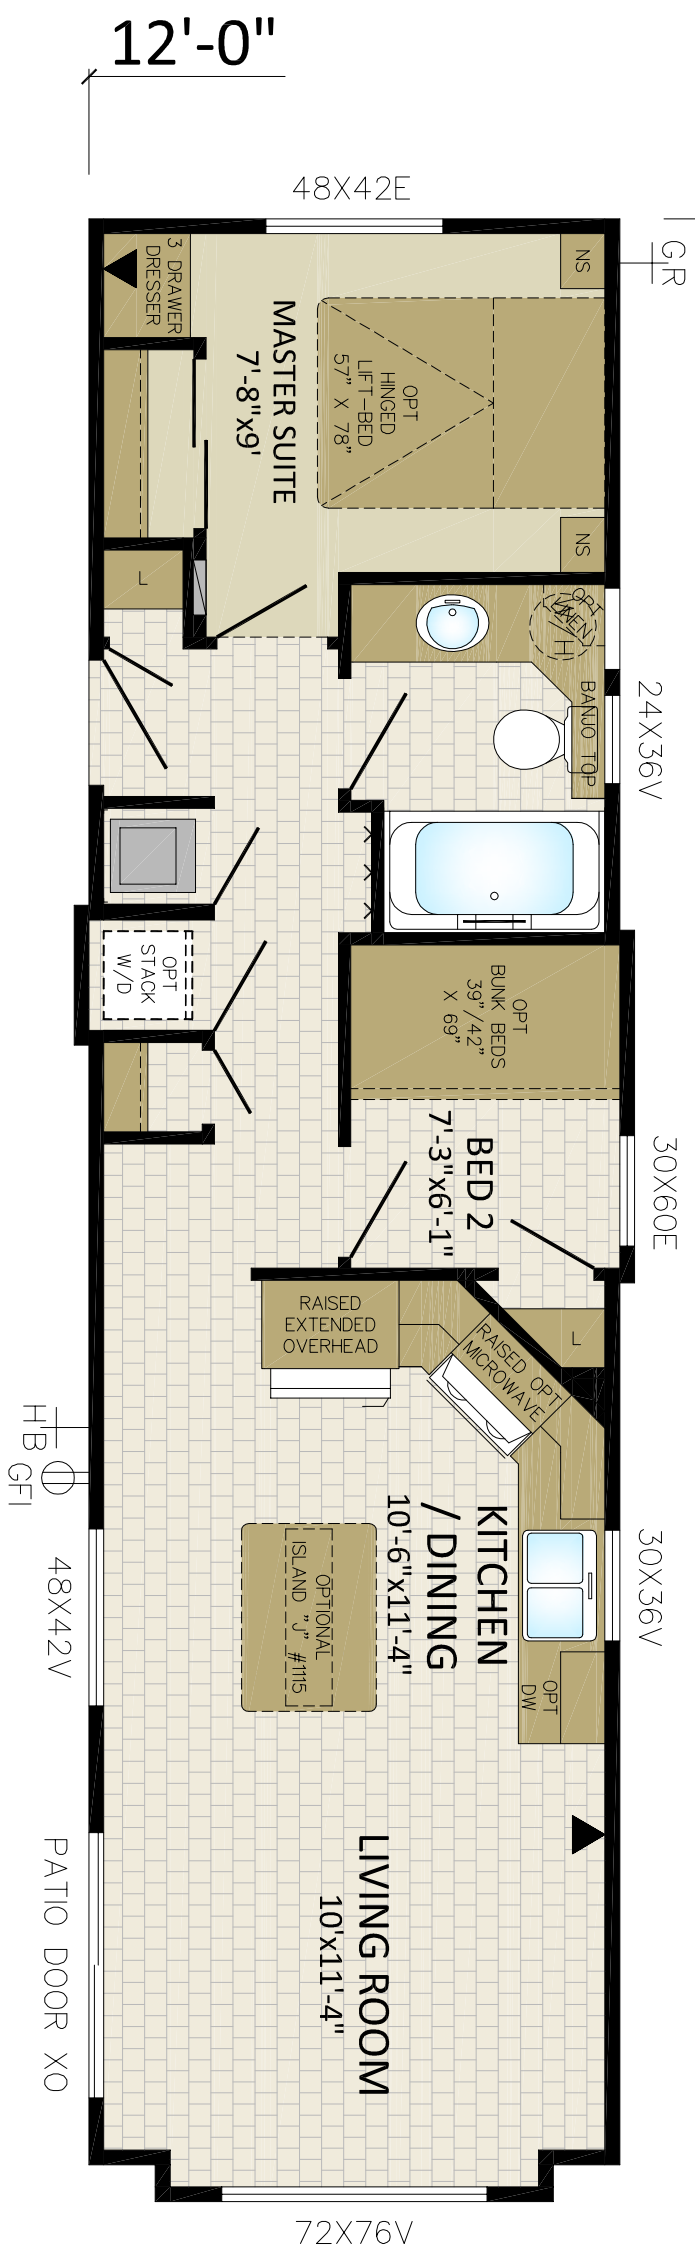 12'-0"
48X42E
GR
3 DRAWER
DRESSER
NS
MASTER SUITE
7'-8"x9'
OPT
HINGED
LIFT-BED
57" X 78"
NS
L
OPT
LINEN
BANJO TOP
24X36V
OPT
STACK
W/D
OPT
BUNK BEDS
39"/42"
X 69"
BED 2
7'-3"x6'-1"
30X60E
RAISED
EXTENDED
OVERHEAD
RAISED OPT
MICROWAVE
L
HB
GFI
KITCHEN
/ DINING
10'-6"x11'-4"
30X36V
48X42V
OPTIONAL
ISLAND "J" #1115
OPT
DW
LIVING ROOM
10'x11'-4"
PATIO DOOR XO
72X76V